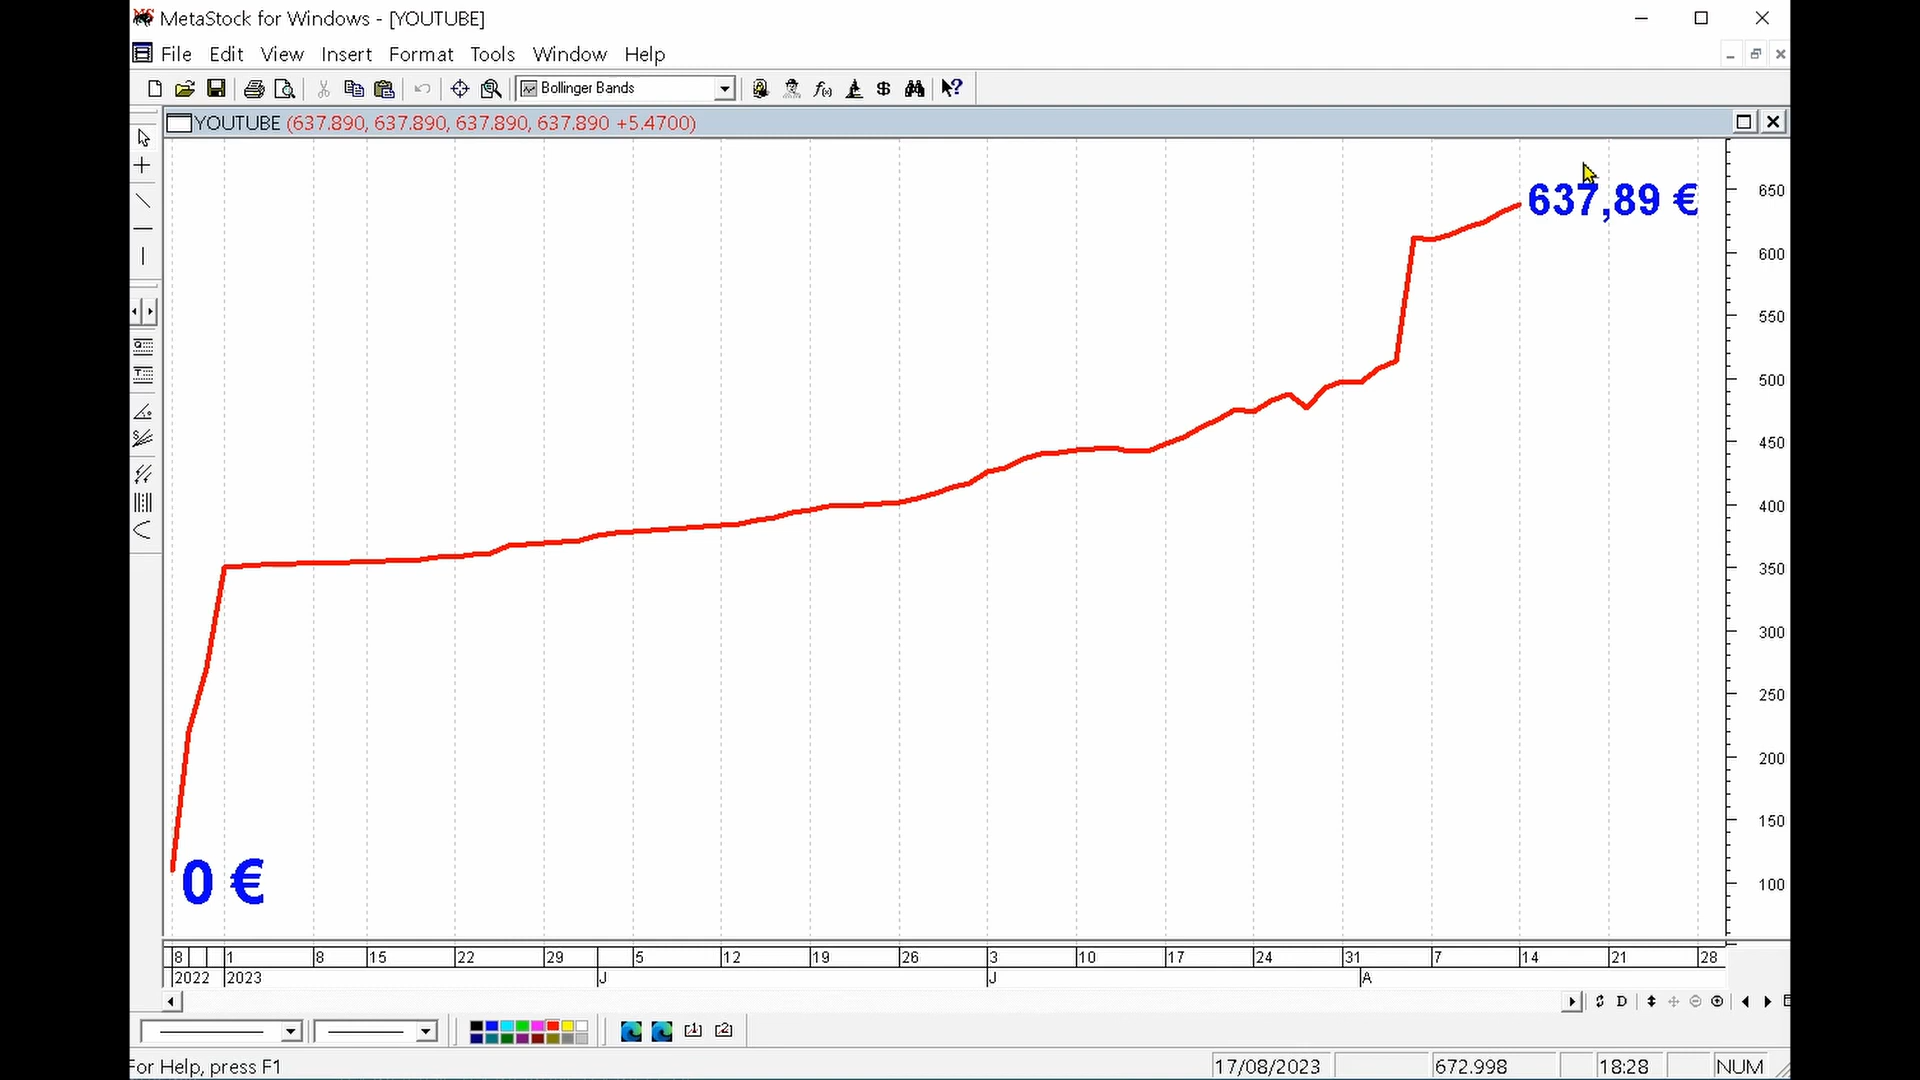 MetaStock for Windows - [YOUTUBE]
File Edit View Insert Format Tools Window Help
Bollinger Bands
YOUTUBE (637.890, 637.890, 637.890, 637.890 +5.4700)
637,89 €
650
600
550
500
450
400
350
300
250
200
150
100
0 €
8 1 8 15 22 29 5 12 19 26 3 10 17 24 31 7 14 21 28
2022 2023 J J A
D
For Help, press F1 17/08/2023 672.998 18:28 NUM